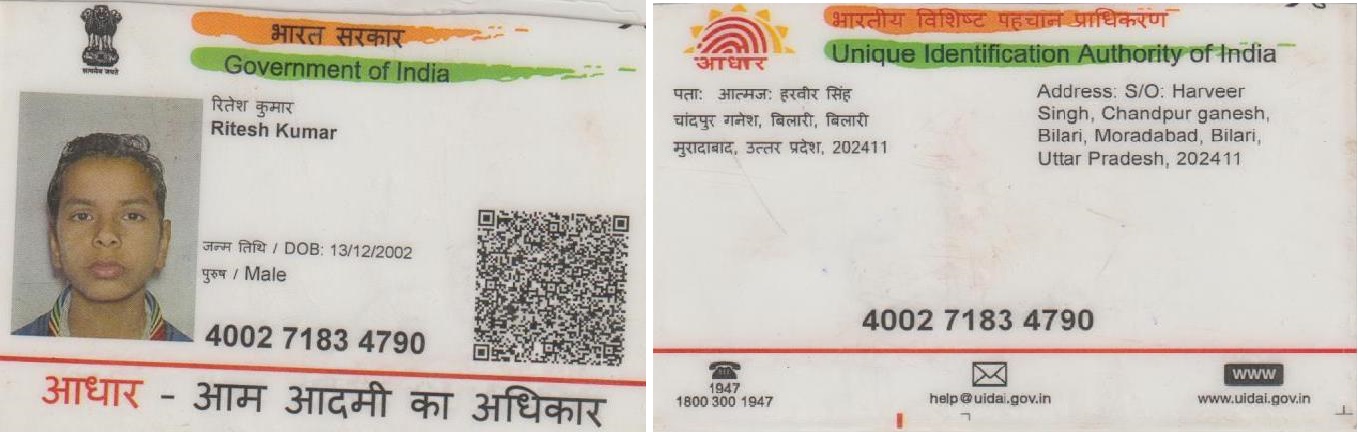 भारत सरकार
Government of India
सत्यमेव जयते
रितेश कुमार
Ritesh Kumar
जन्म तिथि / DOB: 13/12/2002
पुरुष / Male
4002 7183 4790
आधार - आम आदमी का अधिकार
भारतीय विशिष्ट पहचान प्राधिकरण
Unique Identification Authority of India
आधार
पता: आत्मज: हरवीर सिंह
चांदपुर गनेश, बिलारी, बिलारी
मुरादाबाद, उत्तर प्रदेश, 202411
Address: S/O: Harveer
Singh, Chandpur ganesh,
Bilari, Moradabad, Bilari,
Uttar Pradesh, 202411
4002 7183 4790
1947
1800 300 1947
help@uidai.gov.in
WWW
www.uidai.gov.in